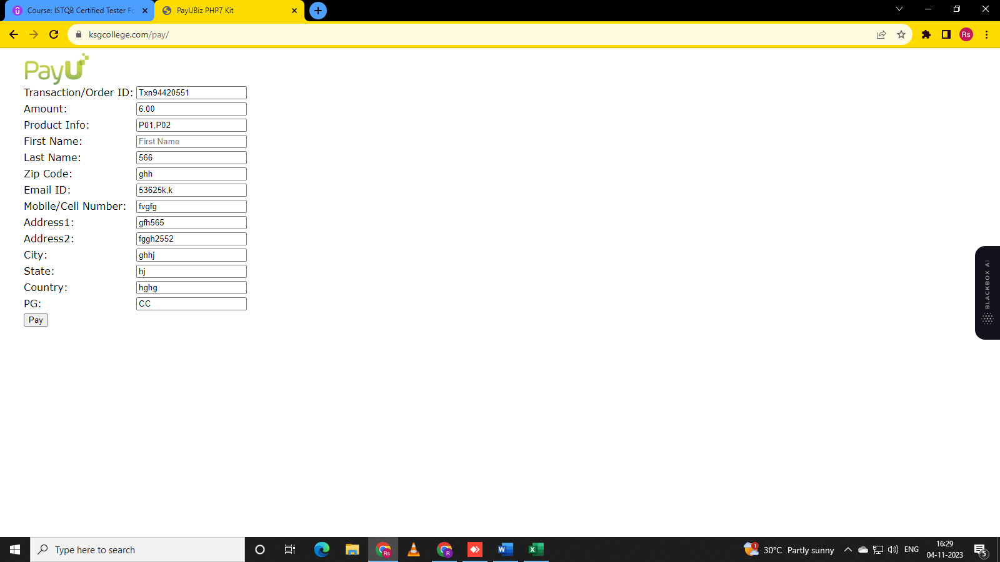 Course: ISTQB Certified Tester Fo
PayUBiz PHP7 Kit
ksgcollege.com/pay/
Rs
PayU
Transaction/Order ID: Txn94420551
Amount: 6.00
Product Info: P01,P02
First Name: First Name
Last Name: 566
Zip Code: ghh
Email ID: 53625k,k
Mobile/Cell Number: fvgfg
Address1: gfh565
Address2: fggh2552
City: ghhj
State: hj
Country: hghg
PG: CC
Pay
BLACKBOX AI
Type here to search
Rs
R
W
X
1
30°C Partly sunny
ENG
16:29
04-11-2023
5